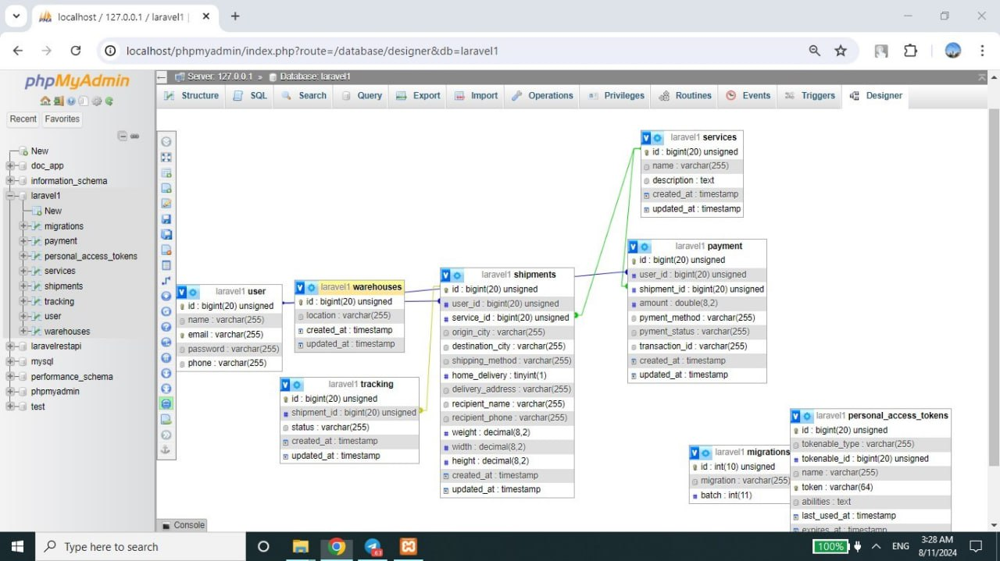 localhost / 127.0.0.1 / laravel1 |
localhost/phpmyadmin/index.php?route=/database/designer&db=laravel1
phpMyAdmin
Recent Favorites
New
doc_app
information_schema
laravel1
New
migrations
payment
personal_access_tokens
services
shipments
tracking
user
warehouses
laravelrestapi
mysql
performance_schema
phpmyadmin
test
Server: 127.0.0.1 » Database: laravel1
Structure SQL Search Query Export Import Operations Privileges Routines Events Triggers Designer
V laravel1 services
id : bigint(20) unsigned
name : varchar(255)
description : text
created_at : timestamp
updated_at : timestamp
V laravel1 payment
id : bigint(20) unsigned
user_id : bigint(20) unsigned
shipment_id : bigint(20) unsigned
amount : double(8,2)
pyment_method : varchar(255)
pyment_status : varchar(255)
transaction_id : varchar(255)
created_at : timestamp
updated_at : timestamp
V laravel1 shipments
id : bigint(20) unsigned
user_id : bigint(20) unsigned
service_id : bigint(20) unsigned
origin_city : varchar(255)
destination_city : varchar(255)
shipping_method : varchar(255)
home_delivery : tinyint(1)
delivery_address : varchar(255)
recipient_name : varchar(255)
recipient_phone : varchar(255)
weight : decimal(8,2)
width : decimal(8,2)
height : decimal(8,2)
created_at : timestamp
updated_at : timestamp
V laravel1 user
id : bigint(20) unsigned
name : varchar(255)
email : varchar(255)
password : varchar(255)
phone : varchar(255)
V laravel1 warehouses
id : bigint(20) unsigned
location : varchar(255)
created_at : timestamp
updated_at : timestamp
V laravel1 tracking
id : bigint(20) unsigned
shipment_id : bigint(20) unsigned
status : varchar(255)
created_at : timestamp
updated_at : timestamp
V laravel1 migrations
id : int(10) unsigned
migration : varchar(255)
batch : int(11)
V laravel1 personal_access_tokens
id : bigint(20) unsigned
tokenable_type : varchar(255)
tokenable_id : bigint(20) unsigned
name : varchar(255)
token : varchar(64)
abilities : text
last_used_at : timestamp
expires_at : timestamp
Console
Type here to search
63
100%
ENG
3:28 AM
8/11/2024